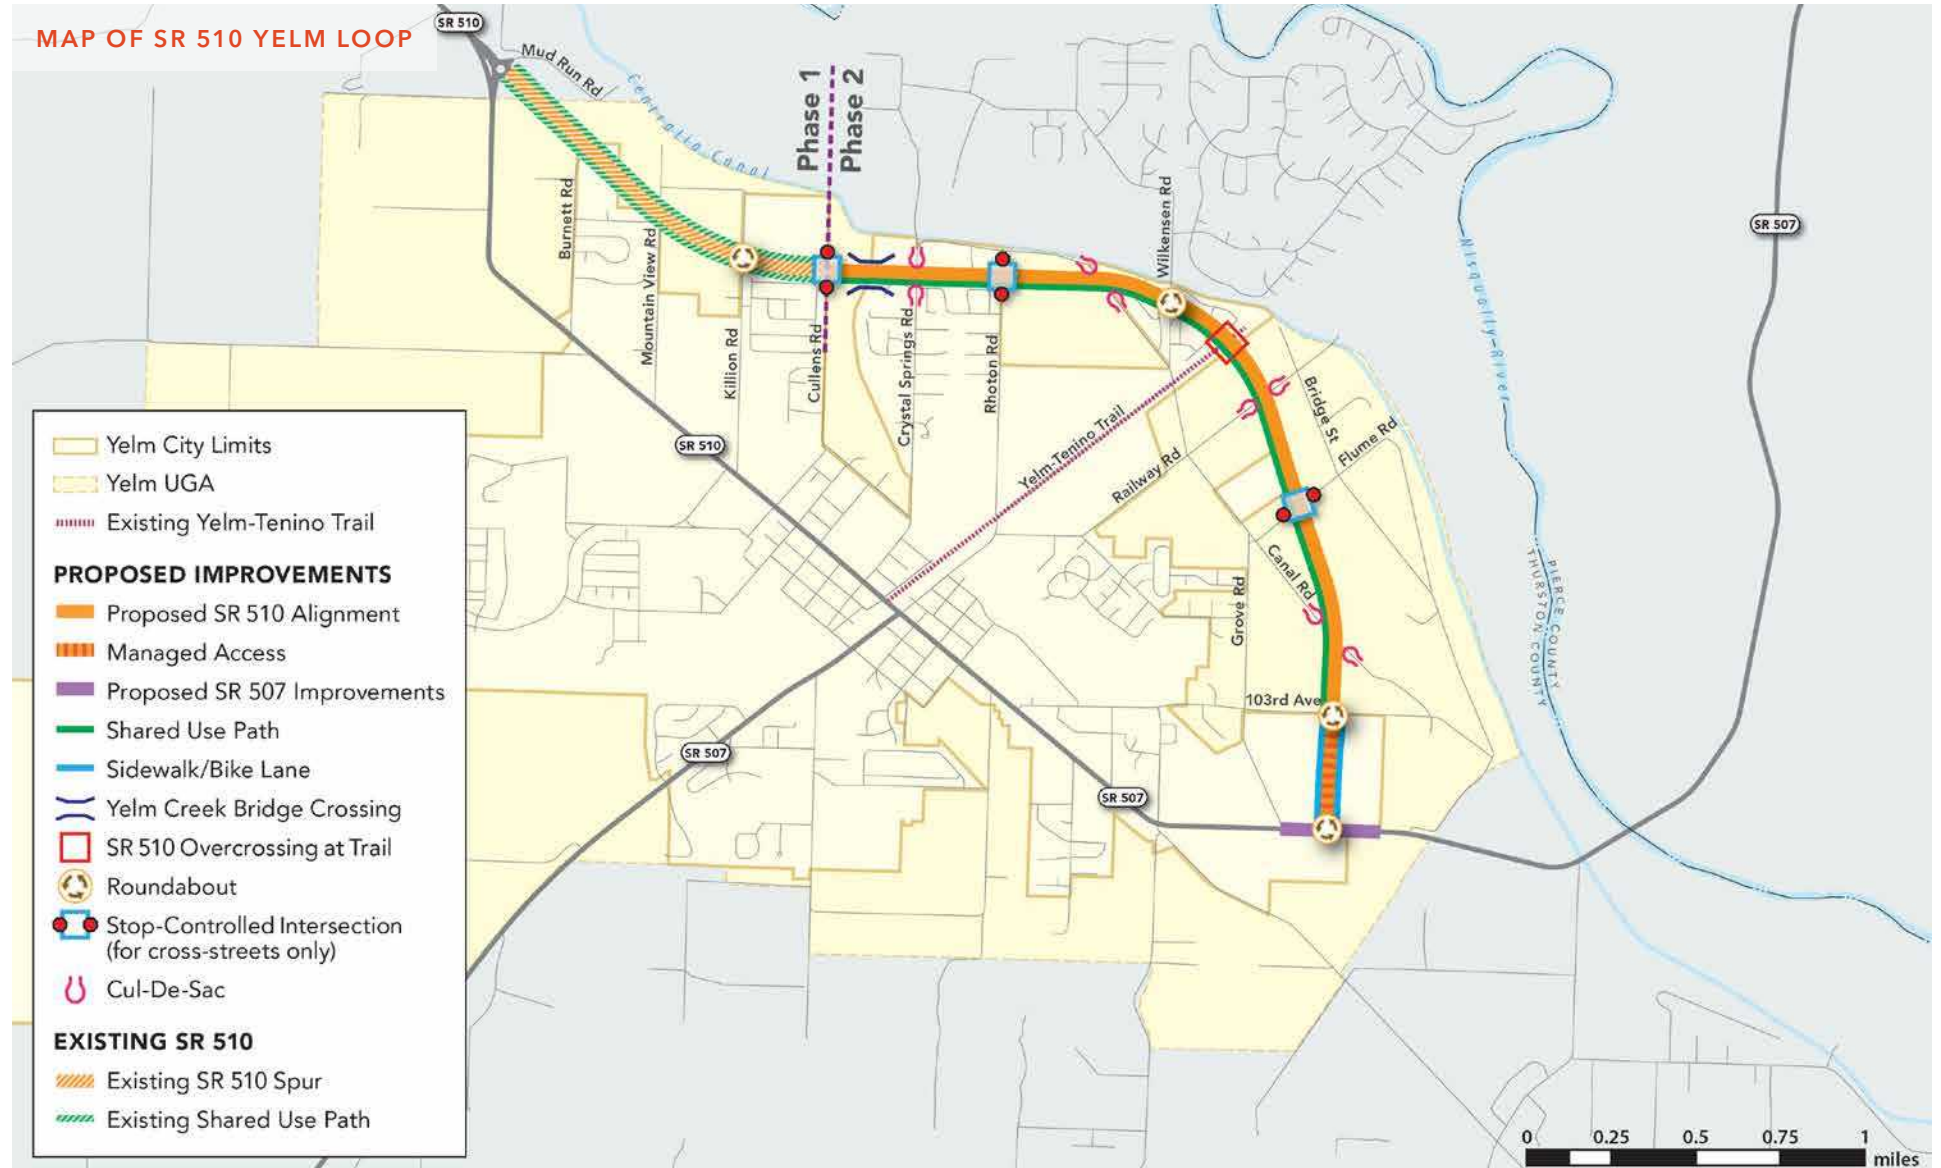 MAP OF SR 510 YELM LOOP
SR 510
Mud Run Rd
Centralia Canal
Phase 1
Phase 2
Burnett Rd
Mountain View Rd
Killion Rd
Cullens Rd
Crystal Springs Rd
Rhoton Rd
Wilkensen Rd
SR 507
Nisqually River
Bridge St
Flume Rd
Yelm-Tenino Trail
Railway Rd
SR 510
Canal Rd
Grove Rd
PIERCE COUNTY
THURSTON COUNTY
103rd Ave
SR 507
SR 507
Yelm City Limits
Yelm UGA
Existing Yelm-Tenino Trail
PROPOSED IMPROVEMENTS
Proposed SR 510 Alignment
Managed Access
Proposed SR 507 Improvements
Shared Use Path
Sidewalk/Bike Lane
Yelm Creek Bridge Crossing
SR 510 Overcrossing at Trail
Roundabout
Stop-Controlled Intersection
(for cross-streets only)
Cul-De-Sac
EXISTING SR 510
Existing SR 510 Spur
Existing Shared Use Path
0 0.25 0.5 0.75 1
miles